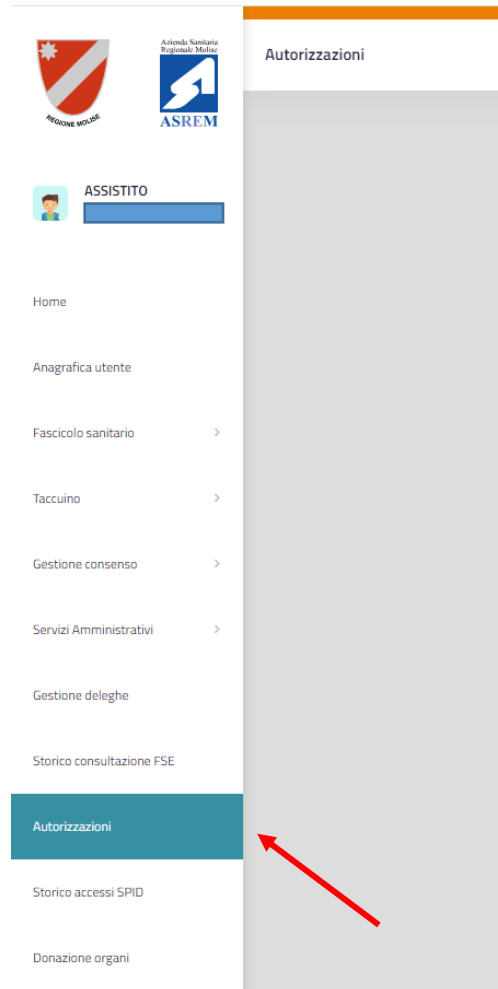 Azienda Sanitaria
Regionale Molise
REGIONE MOLISE
ASREM
Autorizzazioni
ASSISTITO
Home
Anagrafica utente
Fascicolo sanitario
Taccuino
Gestione consenso
Servizi Amministrativi
Gestione deleghe
Storico consultazione FSE
Autorizzazioni
Storico accessi SPID
Donazione organi